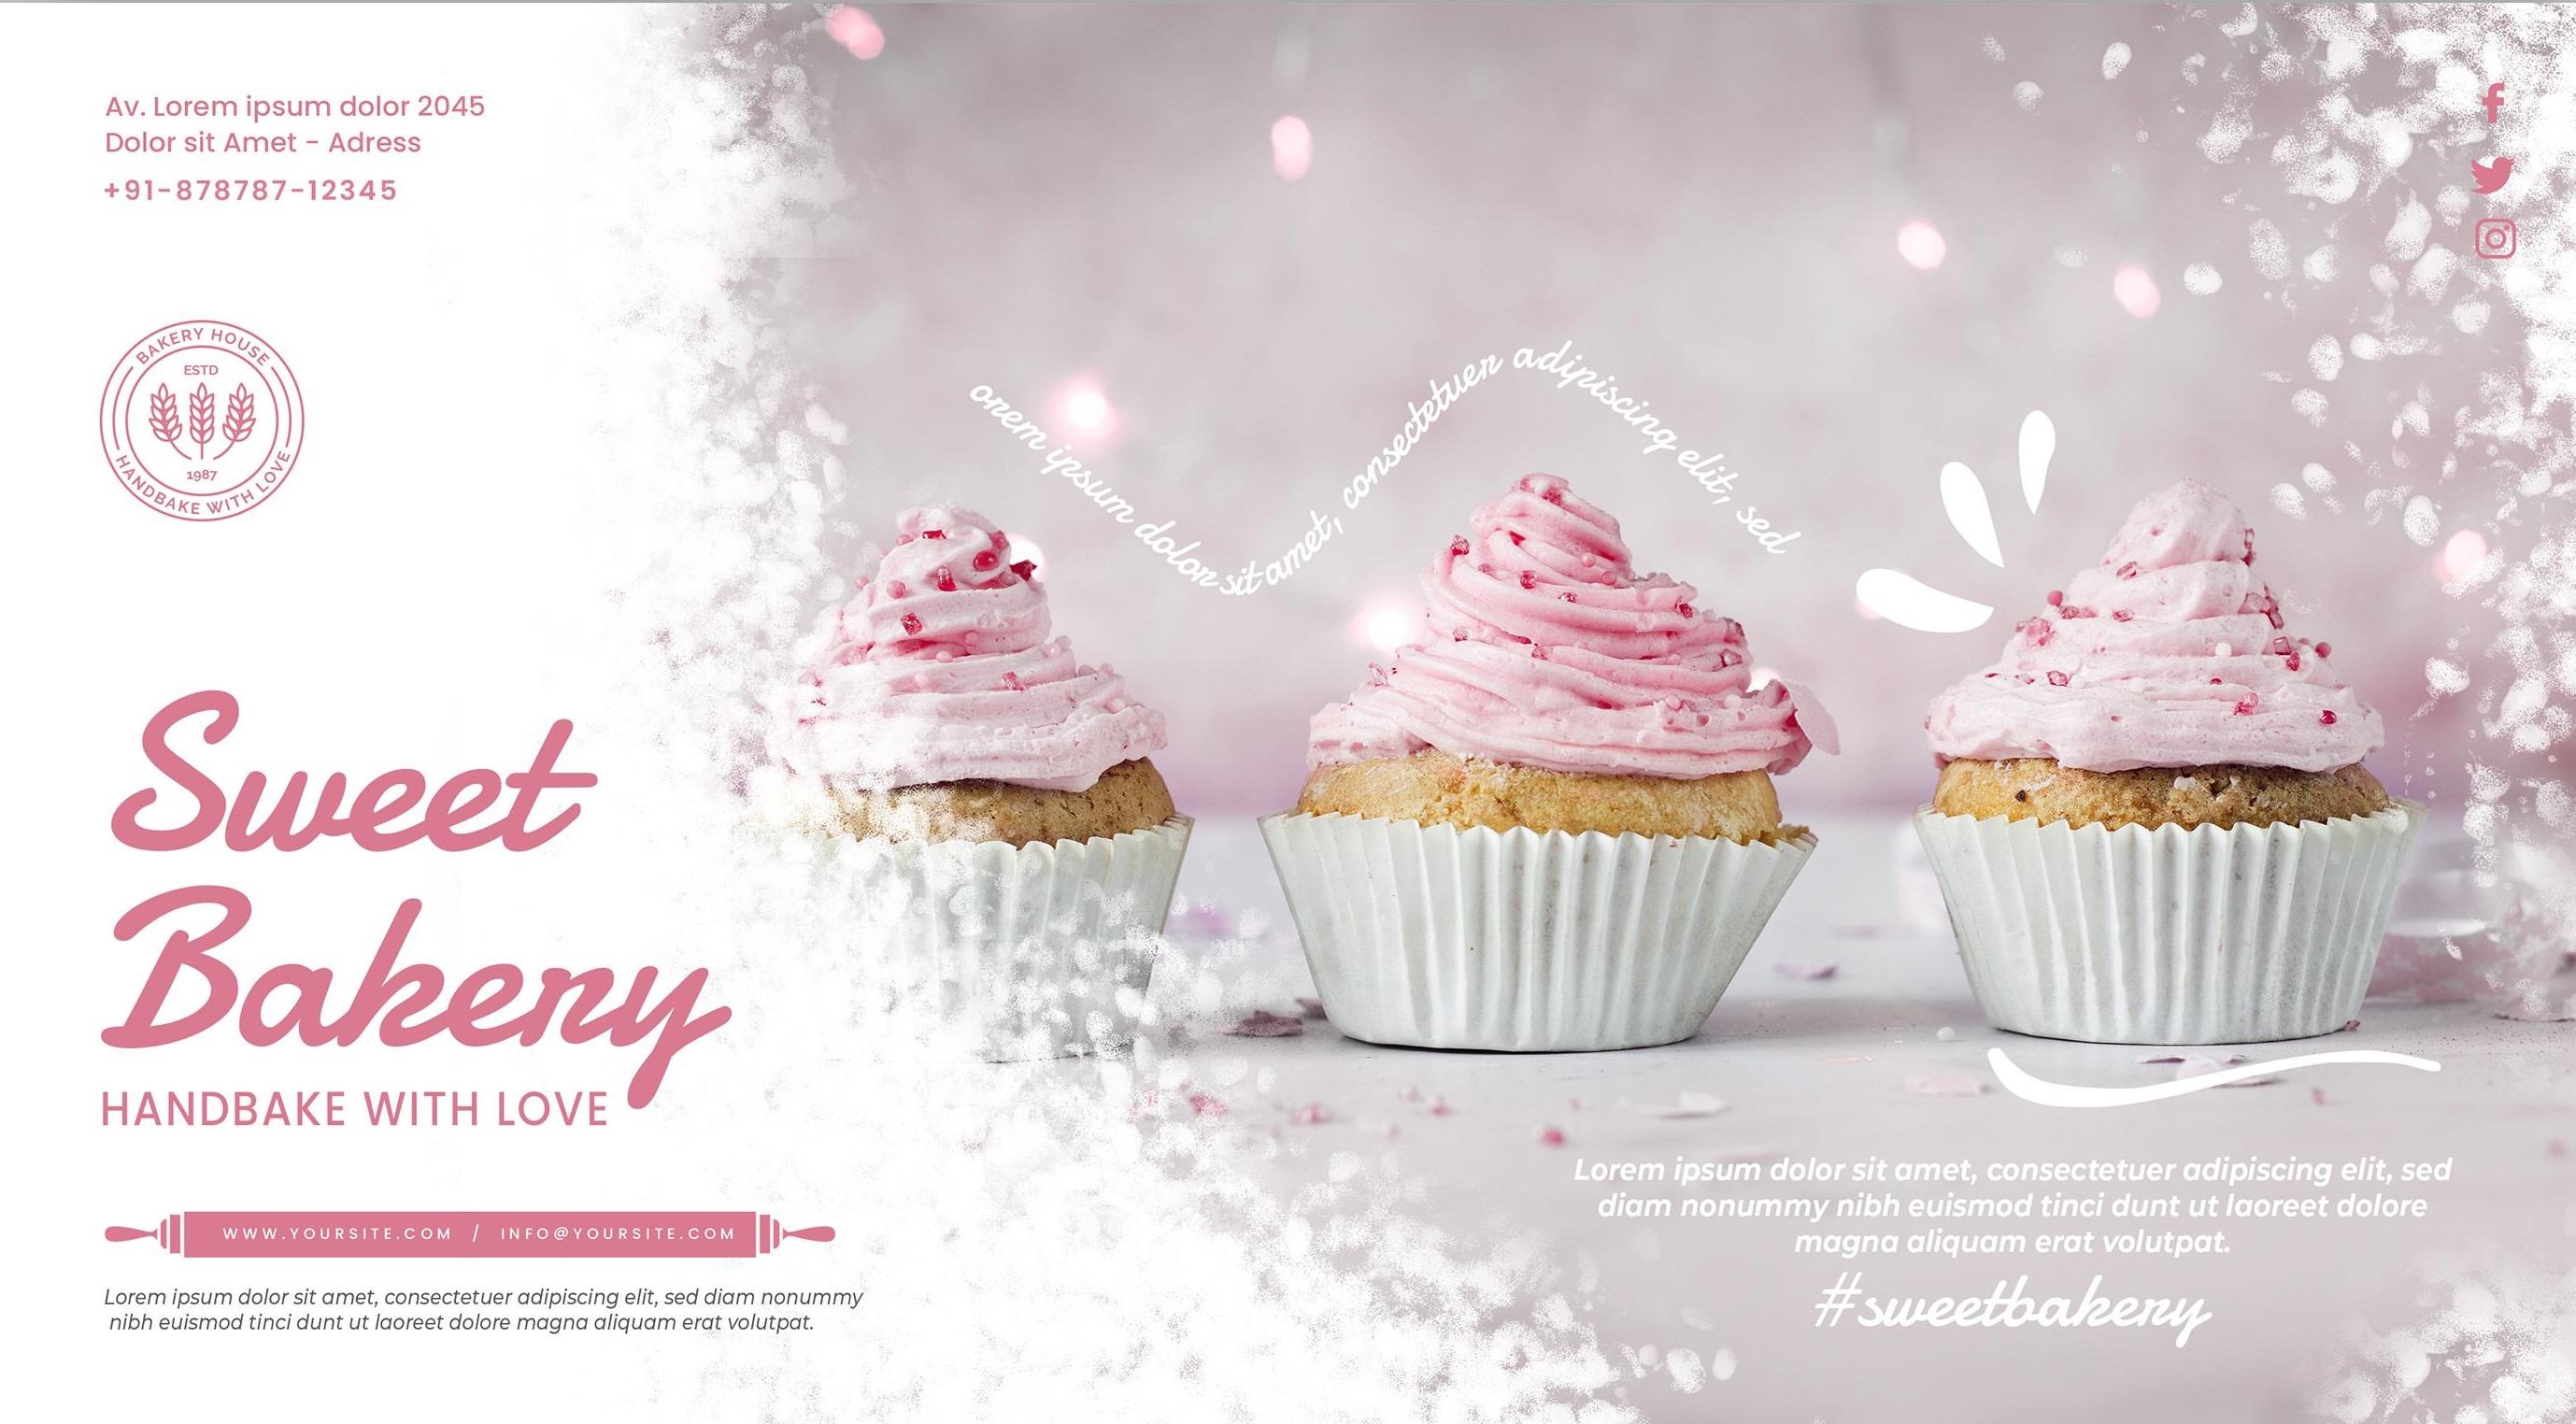 Av. Lorem ipsum dolor 2045
Dolor sit Amet - Adress
+91-878787-12345
BAKERY HOUSE
ESTD
1987
HANDBAKE WITH LOVE
orem ipsum dolor sit amet, consectetuer adipiscing elit, sed
Sweet
Bakery
HANDBAKE WITH LOVE
WWW.YOURSITE.COM / INFO@YOURSITE.COM
Lorem ipsum dolor sit amet, consectetuer adipiscing elit, sed diam nonummy
nibh euismod tinci dunt ut laoreet dolore magna aliquam erat volutpat.
Lorem ipsum dolor sit amet, consectetuer adipiscing elit, sed
diam nonummy nibh euismod tinci dunt ut laoreet dolore
magna aliquam erat volutpat.
#sweetbakery